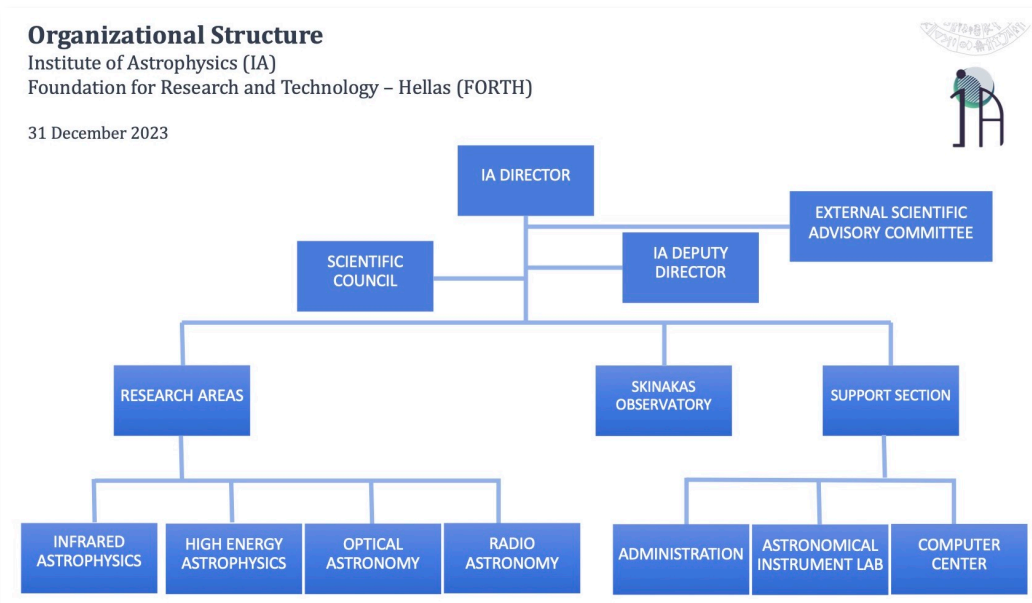 Organizational Structure
Institute of Astrophysics (IA)
Foundation for Research and Technology – Hellas (FORTH)
31 December 2023
IA
IA DIRECTOR
EXTERNAL SCIENTIFIC
ADVISORY COMMITTEE
SCIENTIFIC
COUNCIL
IA DEPUTY
DIRECTOR
RESEARCH AREAS
SKINAKAS
OBSERVATORY
SUPPORT SECTION
INFRARED
ASTROPHYSICS
HIGH ENERGY
ASTROPHYSICS
OPTICAL
ASTRONOMY
RADIO
ASTRONOMY
ADMINISTRATION
ASTRONOMICAL
INSTRUMENT LAB
COMPUTER
CENTER